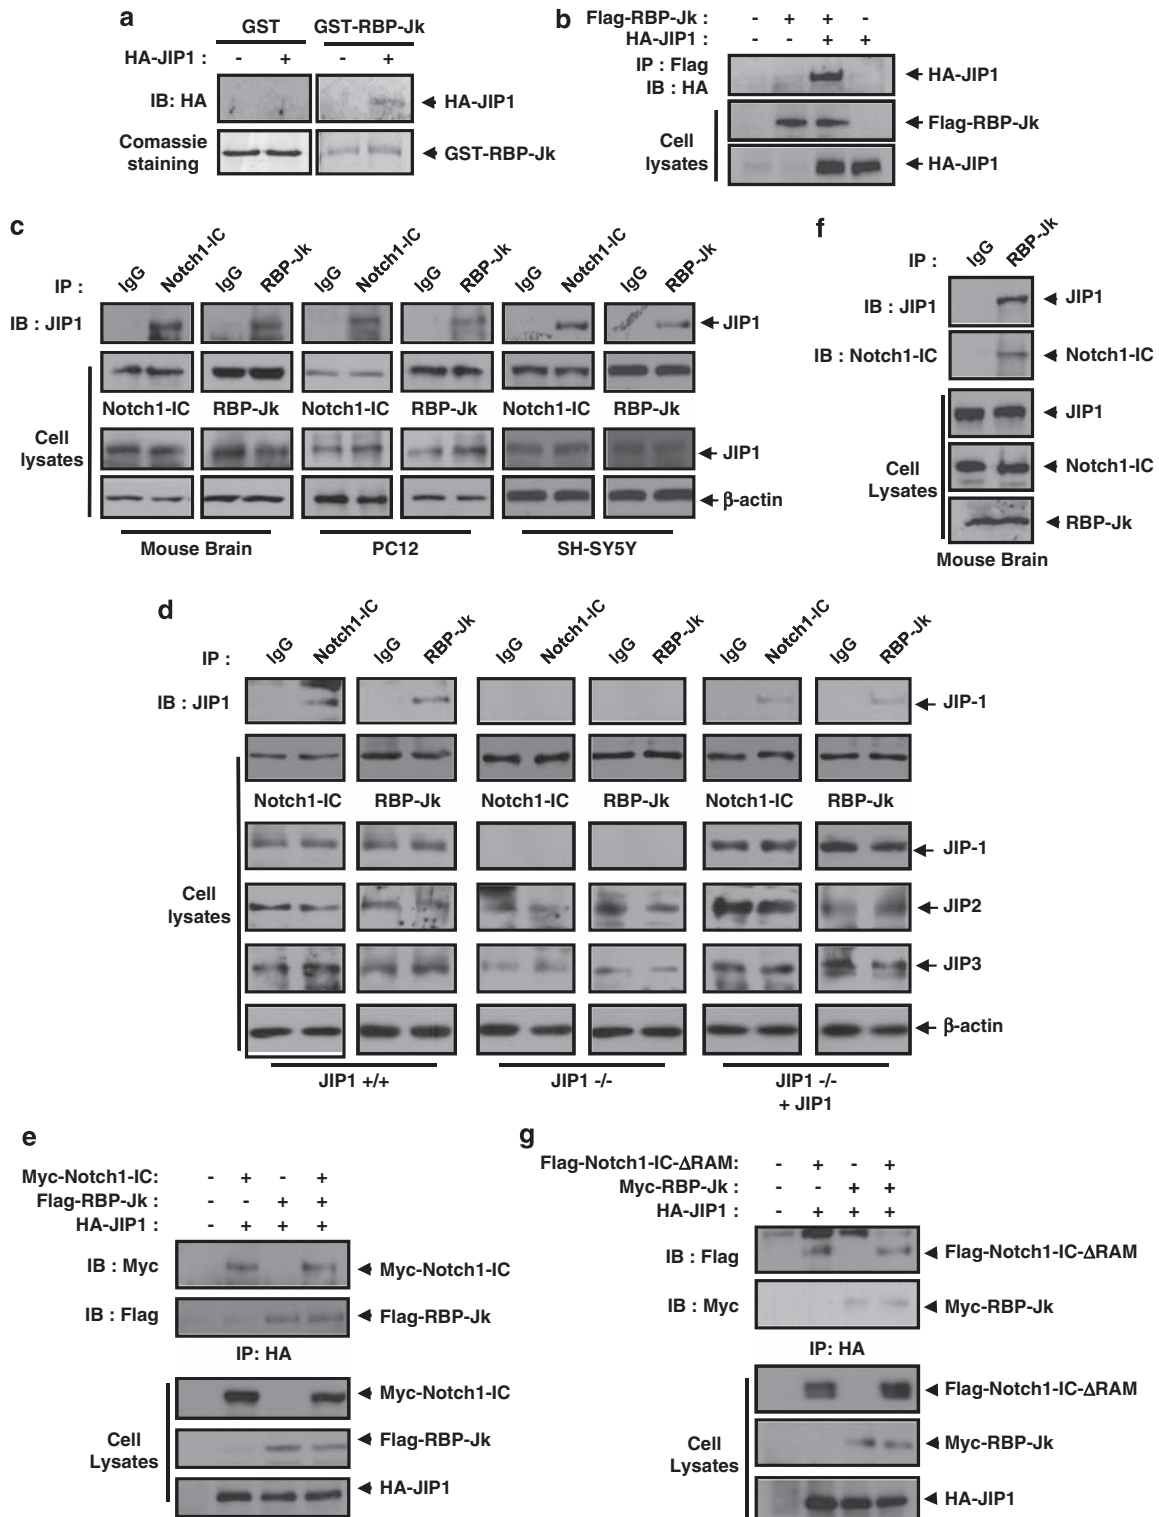 a
GST GST-RBP-Jk
HA-JIP1 : - + - +
IB: HA
HA-JIP1
Comassie
staining
GST-RBP-Jk
b
Flag-RBP-Jk : - + + -
HA-JIP1 : - - + +
IP : Flag
IB : HA
HA-JIP1
Flag-RBP-Jk
Cell
lysates
HA-JIP1
c
IP : IgG Notch1-IC IgG RBP-Jk IgG Notch1-IC IgG RBP-Jk IgG Notch1-IC IgG RBP-Jk
IB : JIP1
JIP1
Notch1-IC RBP-Jk Notch1-IC RBP-Jk Notch1-IC RBP-Jk
Cell
lysates
JIP1
β-actin
Mouse Brain PC12 SH-SY5Y
f
IP : IgG RBP-Jk
IB : JIP1
JIP1
IB : Notch1-IC
Notch1-IC
JIP1
Cell
Lysates
Notch1-IC
RBP-Jk
Mouse Brain
d
IP : IgG Notch1-IC IgG RBP-Jk IgG Notch1-IC IgG RBP-Jk IgG Notch1-IC IgG RBP-Jk
IB : JIP1
JIP-1
Notch1-IC RBP-Jk Notch1-IC RBP-Jk Notch1-IC RBP-Jk
JIP-1
Cell
lysates
JIP2
JIP3
β-actin
JIP1 +/+ JIP1 -/- JIP1 -/-
+ JIP1
e
Myc-Notch1-IC: - + - +
Flag-RBP-Jk : - - + +
HA-JIP1 : - + + +
IB : Myc
Myc-Notch1-IC
IB : Flag
Flag-RBP-Jk
IP: HA
Myc-Notch1-IC
Cell
Lysates
Flag-RBP-Jk
HA-JIP1
g
Flag-Notch1-IC-ΔRAM: - + - +
Myc-RBP-Jk : - - + +
HA-JIP1 : - + + +
IB : Flag
Flag-Notch1-IC-ΔRAM
IB : Myc
Myc-RBP-Jk
IP: HA
Flag-Notch1-IC-ΔRAM
Cell
Lysates
Myc-RBP-Jk
HA-JIP1